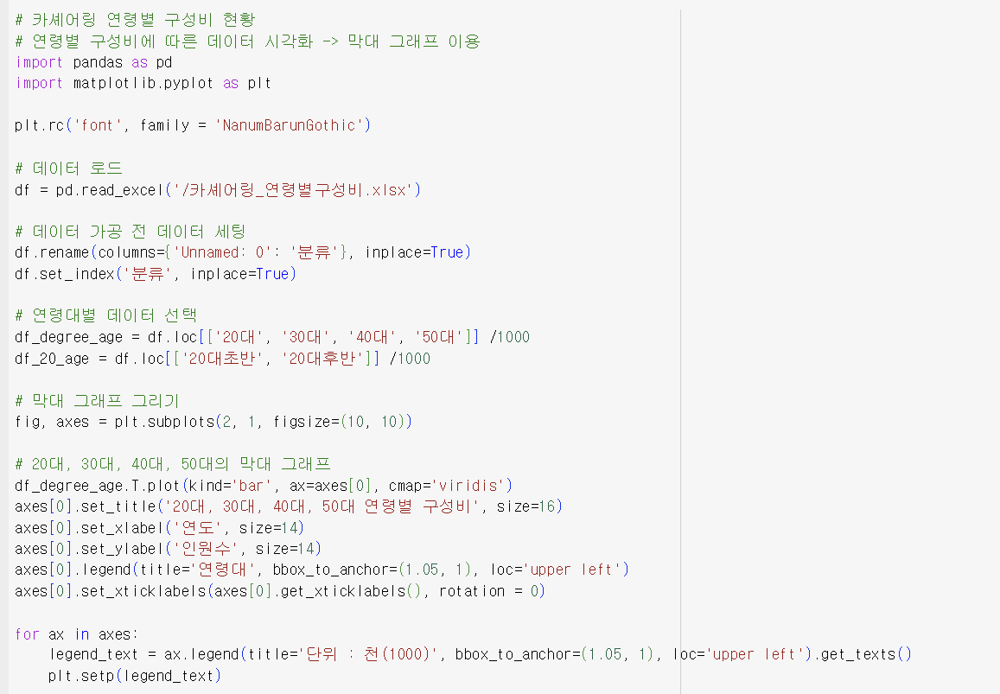 # 카셰어링 연령별 구성비 현황
# 연령별 구성비에 따른 데이터 시각화 -> 막대 그래프 이용
import pandas as pd
import matplotlib.pyplot as plt
plt.rc('font', family = 'NanumBarunGothic')
# 데이터 로드
df = pd.read_excel('/카셰어링_연령별구성비.xlsx')
# 데이터 가공 전 데이터 세팅
df.rename(columns={'Unnamed: 0': '분류'}, inplace=True)
df.set_index('분류', inplace=True)
# 연령대별 데이터 선택
df_degree_age = df.loc[['20대', '30대', '40대', '50대']] /1000
df_20_age = df.loc[['20대초반', '20대후반']] /1000
# 막대 그래프 그리기
fig, axes = plt.subplots(2, 1, figsize=(10, 10))
# 20대, 30대, 40대, 50대의 막대 그래프
df_degree_age.T.plot(kind='bar', ax=axes[0], cmap='viridis')
axes[0].set_title('20대, 30대, 40대, 50대 연령별 구성비', size=16)
axes[0].set_xlabel('연도', size=14)
axes[0].set_ylabel('인원수', size=14)
axes[0].legend(title='연령대', bbox_to_anchor=(1.05, 1), loc='upper left')
axes[0].set_xticklabels(axes[0].get_xticklabels(), rotation = 0)
for ax in axes:
    legend_text = ax.legend(title='단위 : 천(1000)', bbox_to_anchor=(1.05, 1), loc='upper left').get_texts()
    plt.setp(legend_text)